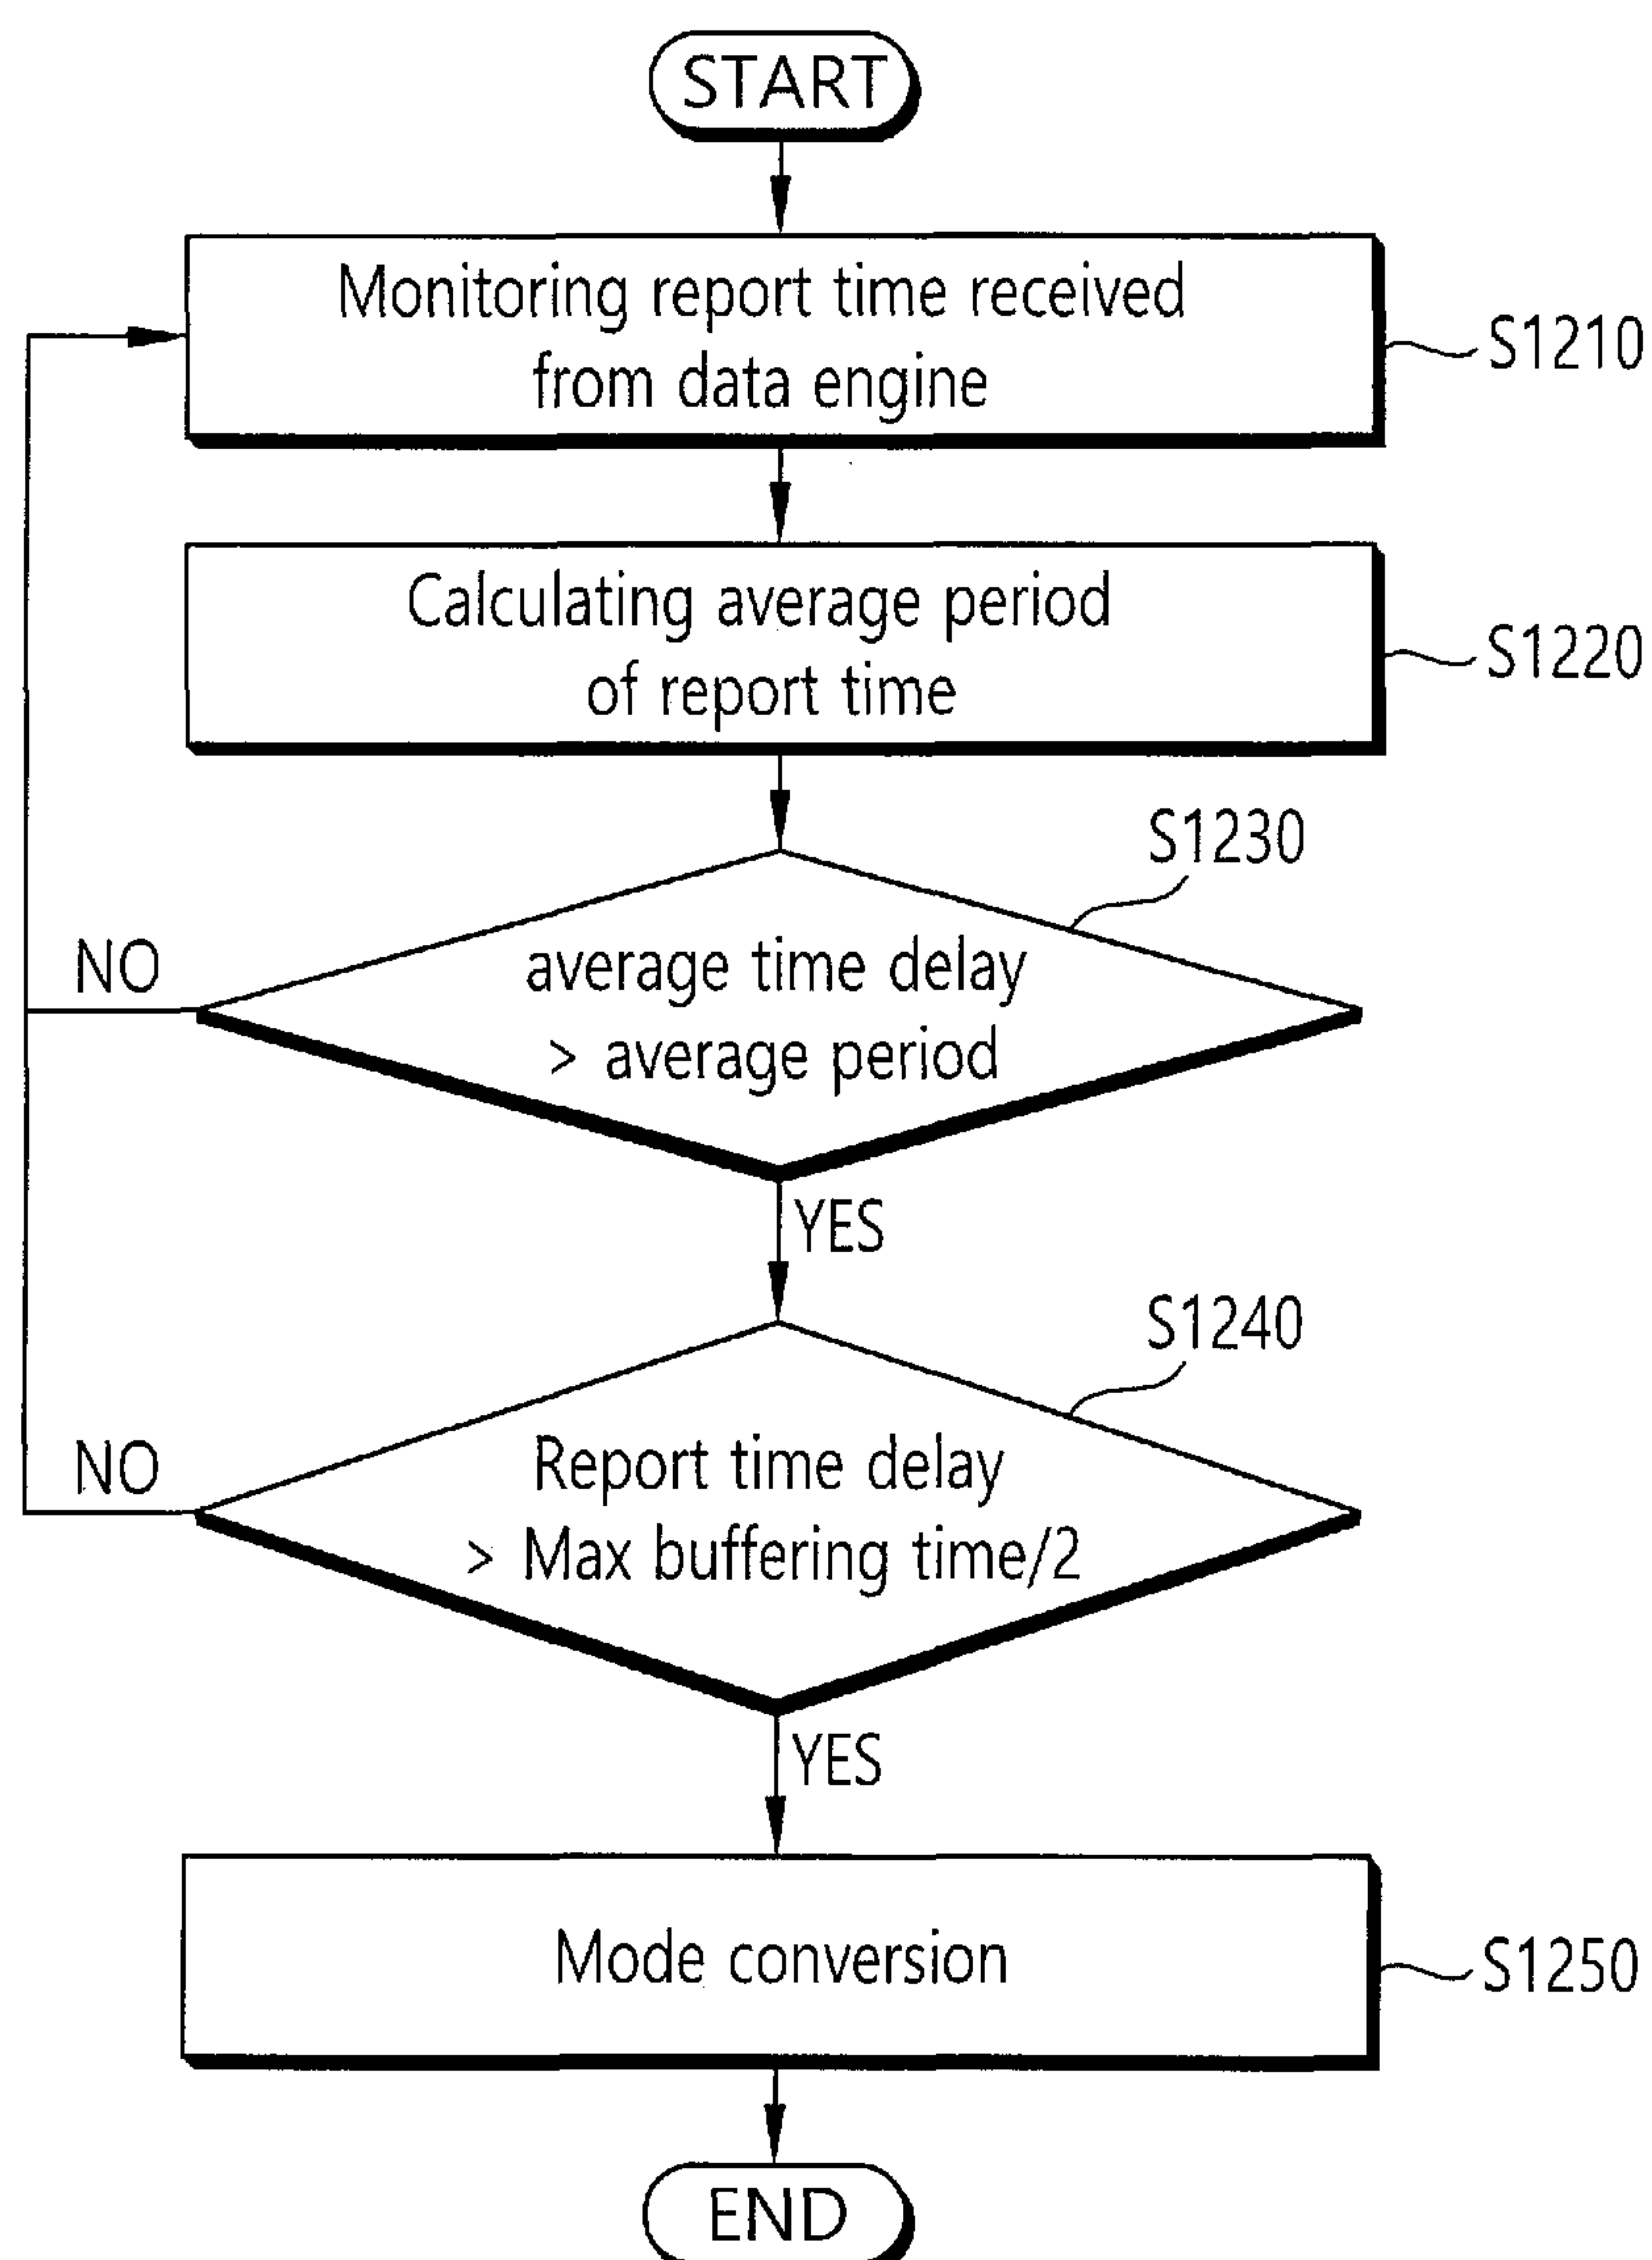 START
Monitoring report time received
from data engine
S1210
Calculating average period
of report time
S1220
S1230
average time delay
> average period
NO
YES
S1240
Report time delay
> Max buffering time/2
NO
YES
Mode conversion
S1250
END